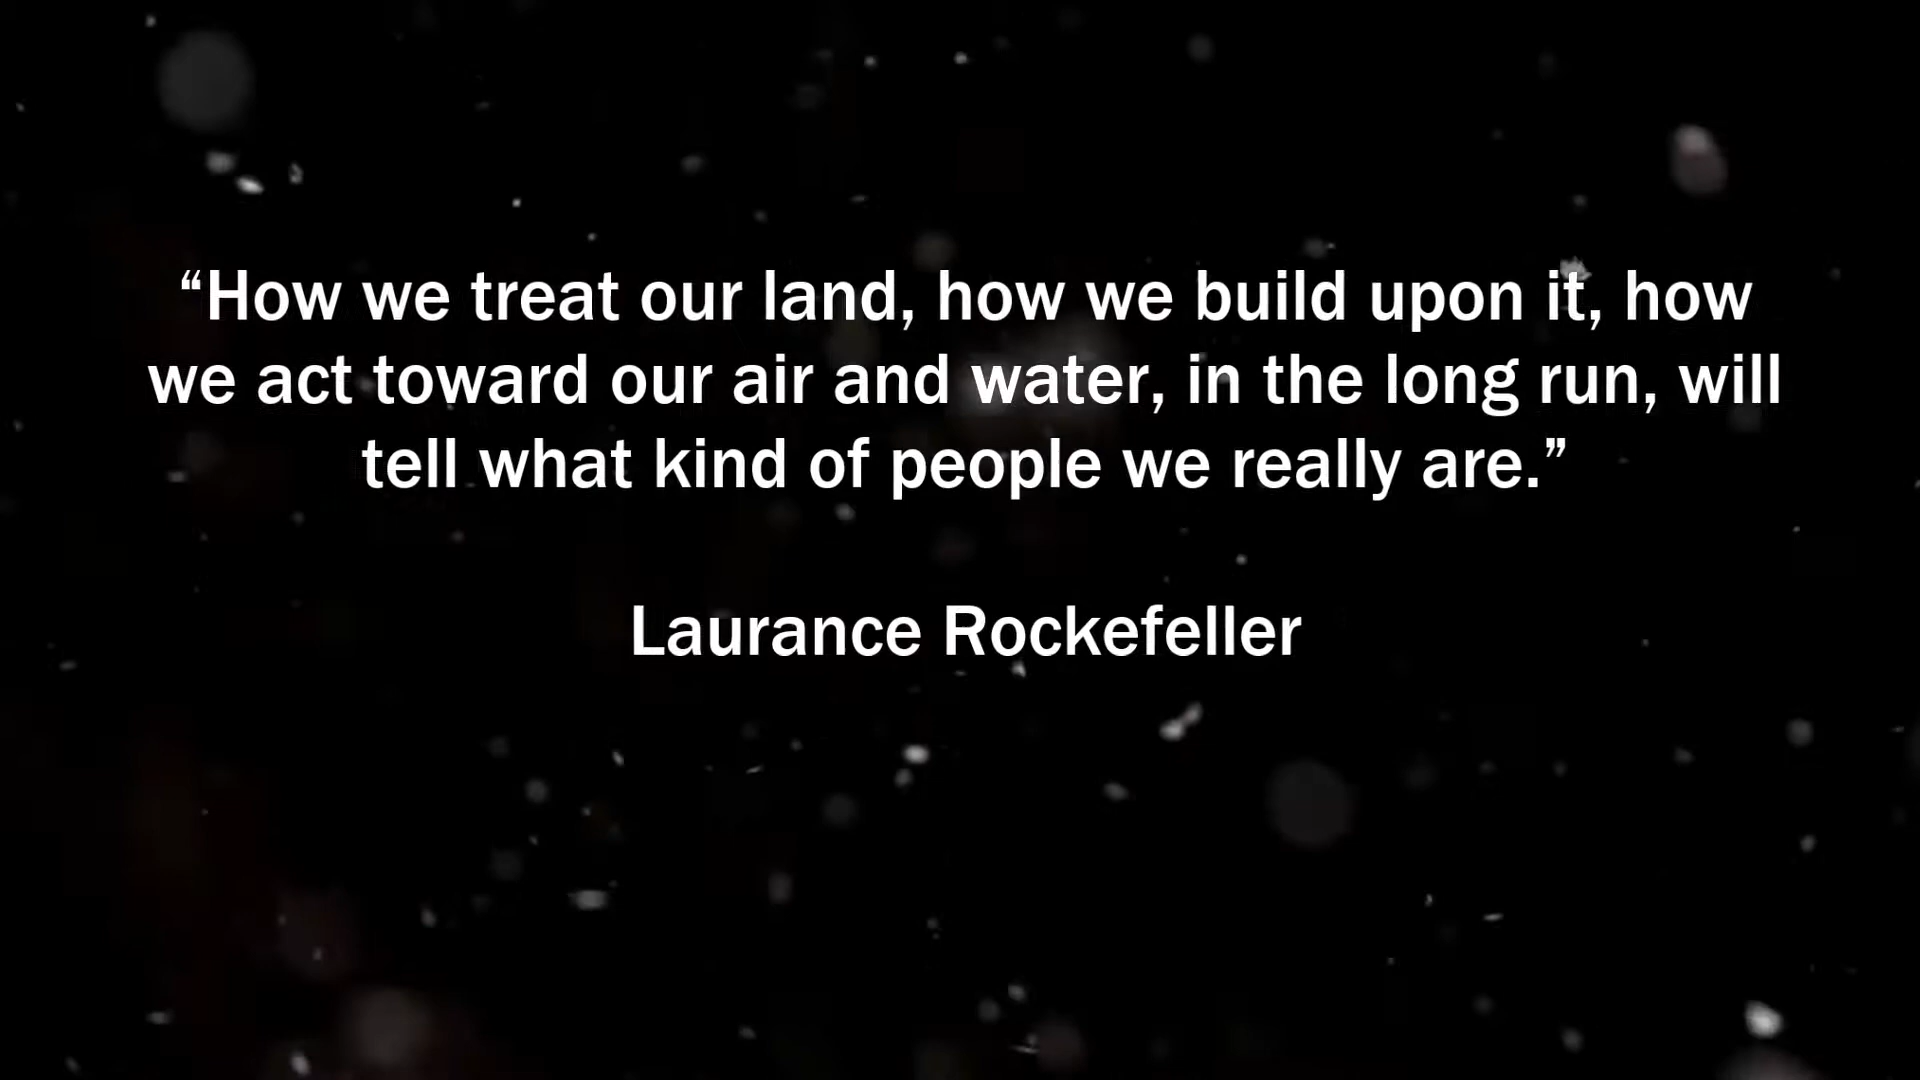 “How we treat our land, how we build upon it, how
we act toward our air and water, in the long run, will
tell what kind of people we really are.”
Laurance Rockefeller